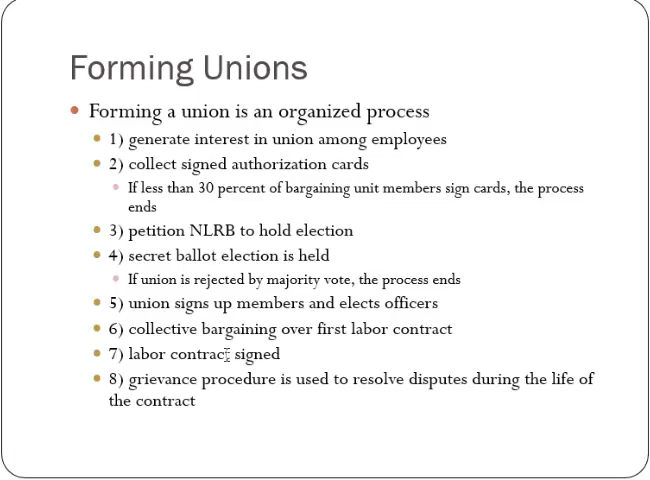 Forming Unions
Forming a union is an organized process
1) generate interest in union among employees
2) collect signed authorization cards
If less than 30 percent of bargaining unit members sign cards, the process
ends
3) petition NLRB to hold election
4) secret ballot election is held
If union is rejected by majority vote, the process ends
5) union signs up members and elects officers
6) collective bargaining over first labor contract
7) labor contract signed
8) grievance procedure is used to resolve disputes during the life of
the contract